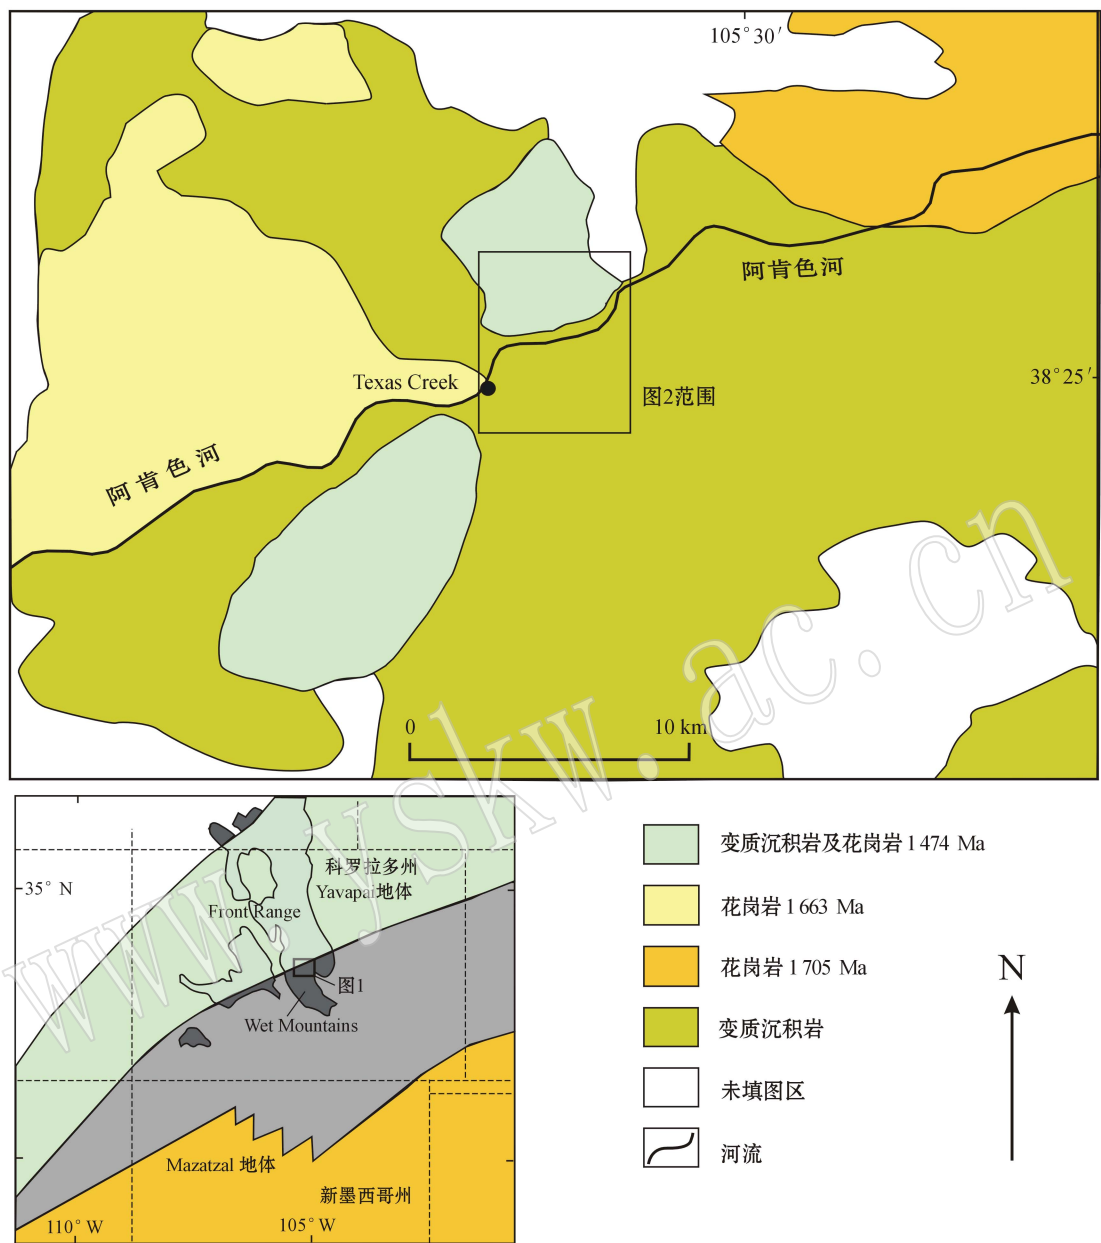 105°30′
阿肯色河
38°25′
Texas Creek
图2范围
阿肯色河
0
10 km
www.yskw.ac.cn
35° N
科罗拉多州
Yavapai地体
Front Range
图1
Wet Mountains
Mazatzal 地体
新墨西哥州
110° W
105° W
变质沉积岩及花岗岩 1 474 Ma
花岗岩 1 663 Ma
花岗岩 1 705 Ma
变质沉积岩
未填图区
河流
N